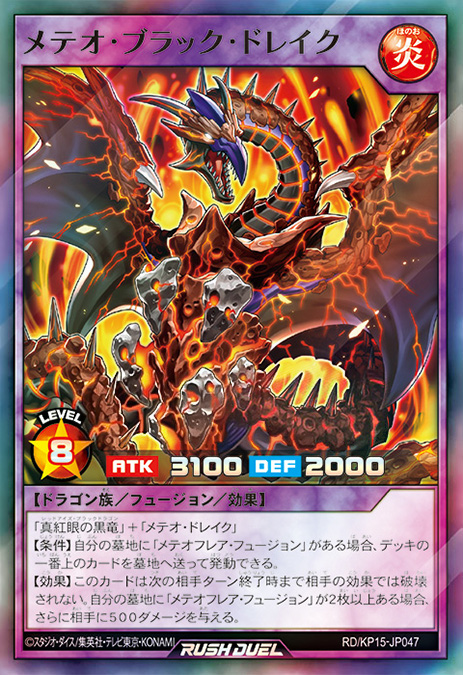 メテオ・ブラック・ドレイク
ほのお
炎
LEVEL
8
ATK 3100 DEF 2000
【ドラゴン族/フュージョン/効果】
「真紅眼の黒竜」+「メテオ・ドレイク」
【条件】自分の墓地に「メテオフレア・フュージョン」がある場合、デッキの
一番上のカードを墓地へ送って発動できる。
【効果】このカードは次の相手ターン終了時まで相手の効果では破壊
されない。自分の墓地に「メテオフレア・フュージョン」が2枚以上ある場合、
さらに相手に500ダメージを与える。
©スタジオ・ダイス/集英社・テレビ東京・KONAMI
RUSH DUEL
RD/KP15-JP047